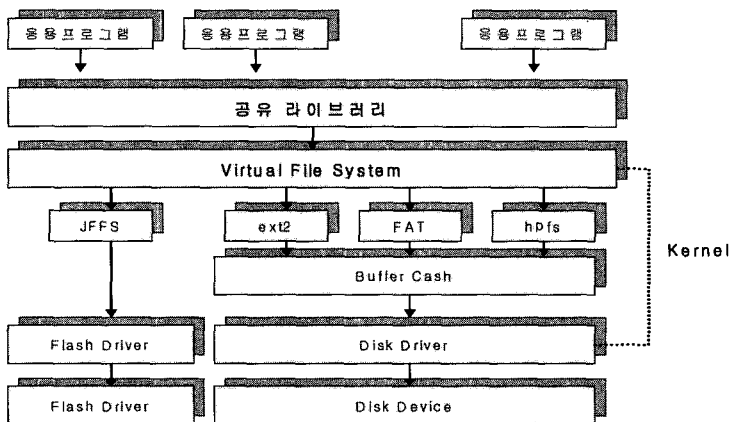 응용프로그램 응용프로그램 응용프로그램
공유 라이브러리
Virtual File System
JFFS ext2 FAT hpfs
Kernel
Buffer Cash
Flash Driver Disk Driver
Flash Driver Disk Device